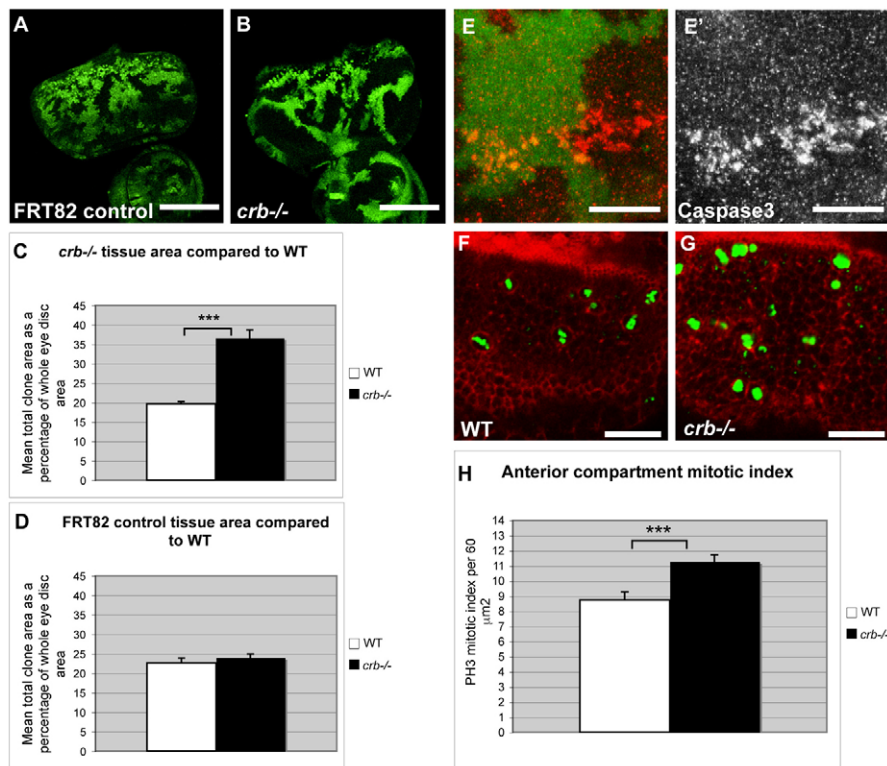 A
FRT82 control
B
crb-/-
C
crb-/- tissue area compared to WT
Mean total clone area as a
percentage of whole eye disc
area
45
40
35
30
25
20
15
10
5
0
***
WT
crb-/-
D
FRT82 control tissue area compared
to WT
Mean total clone area as a
percentage of whole eye disc
area
45
40
35
30
25
20
15
10
5
0
WT
crb-/-
E
E'
Caspase3
F
WT
G
crb-/-
H
Anterior compartment mitotic index
PH3 mitotic index per 60
μm2
14
13
12
11
10
9
8
7
6
5
4
3
2
1
0
***
WT
crb-/-